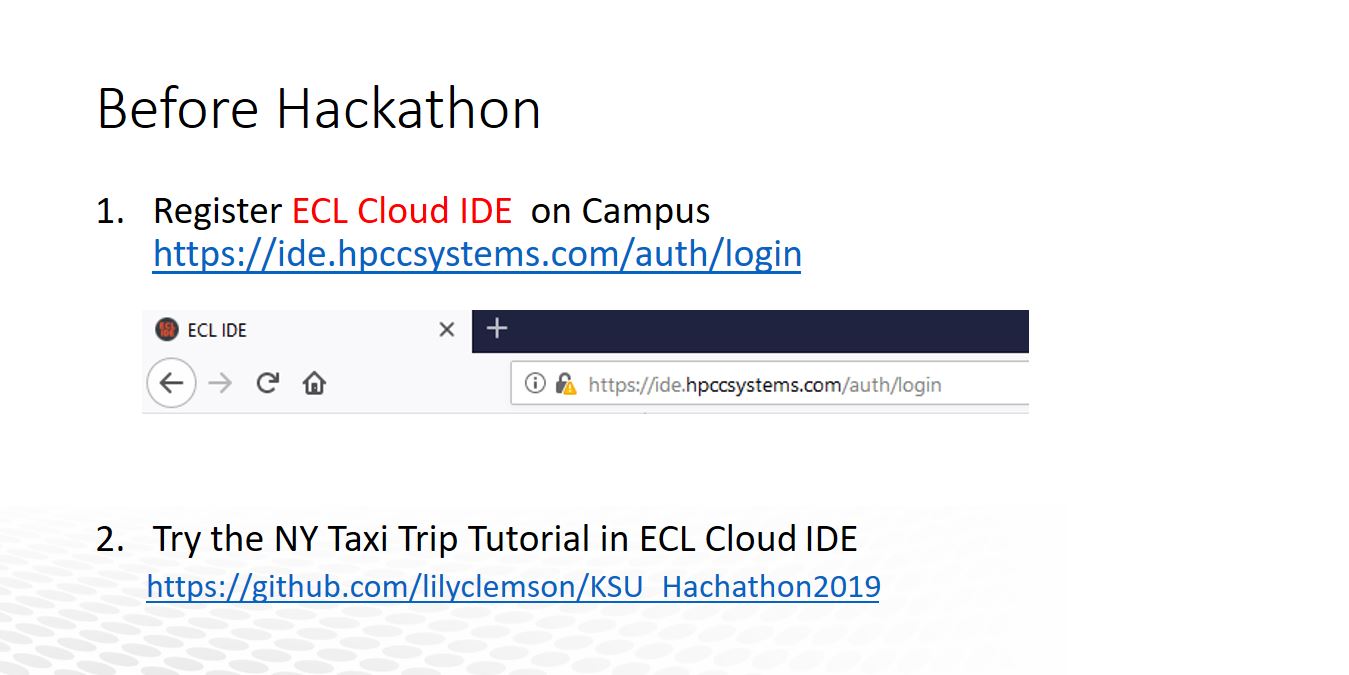 Before Hackathon
1. Register ECL Cloud IDE on Campus
https://ide.hpccsystems.com/auth/login
ECL IDE
https://ide.hpccsystems.com/auth/login
2. Try the NY Taxi Trip Tutorial in ECL Cloud IDE
https://github.com/lilyclemson/KSU_Hachathon2019